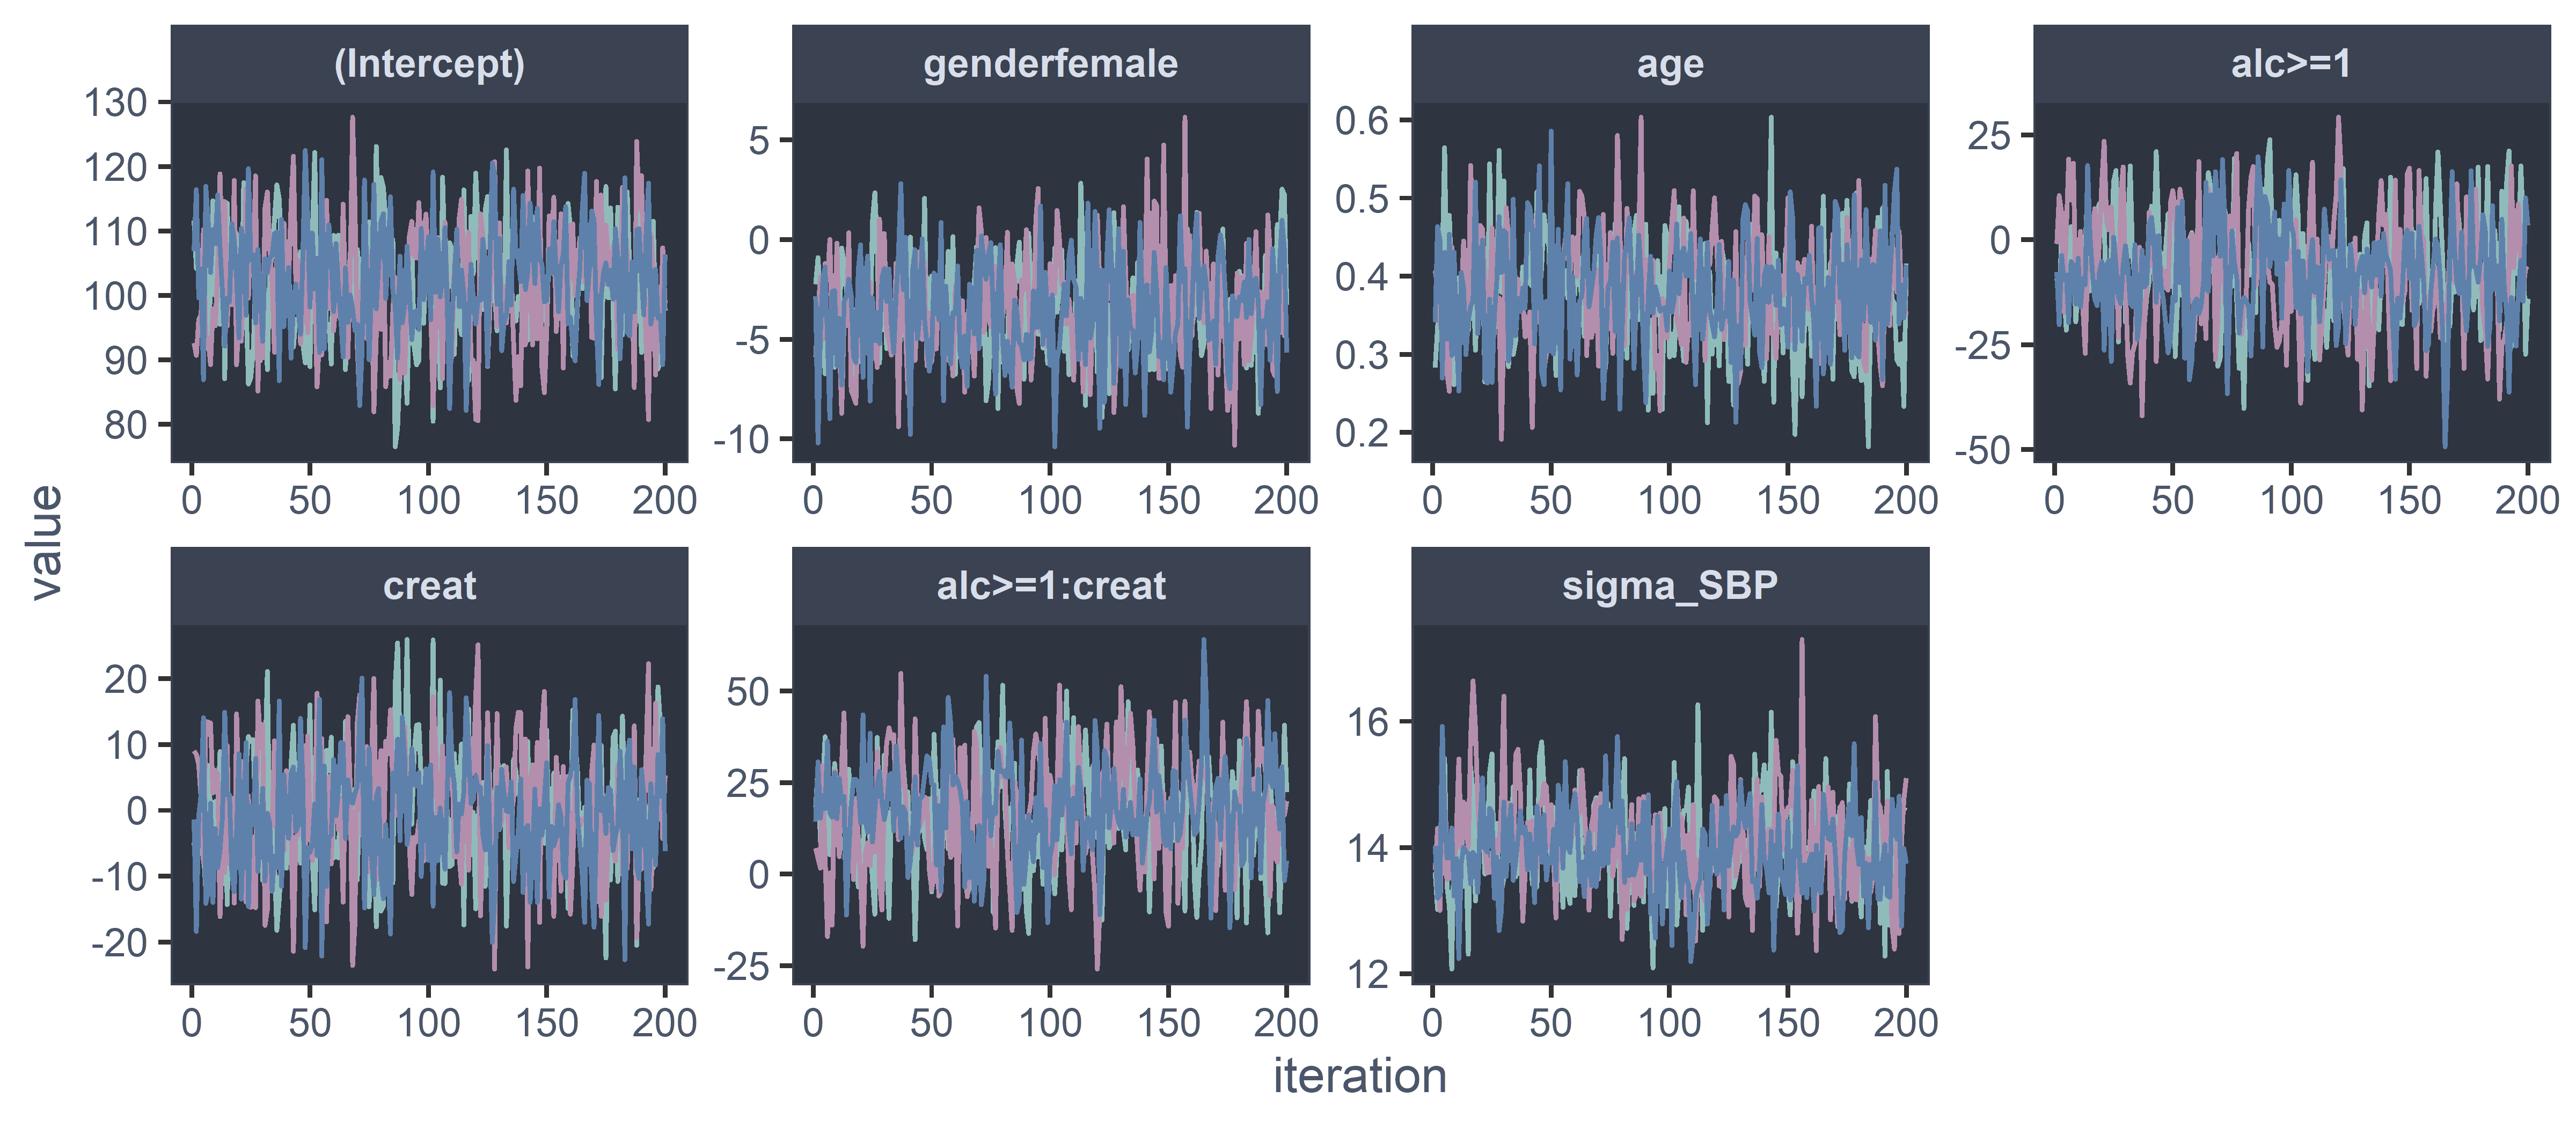 (Intercept)
genderfemale
age
alc>=1
130
120
110
100
90
80
5
0
-5
-10
0.6
0.5
0.4
0.3
0.2
25
0
-25
-50
0 50 100 150 200
0 50 100 150 200
0 50 100 150 200
0 50 100 150 200
value
creat
alc>=1:creat
sigma_SBP
20
10
0
-10
-20
50
25
0
-25
16
14
12
0 50 100 150 200
0 50 100 150 200
0 50 100 150 200
iteration